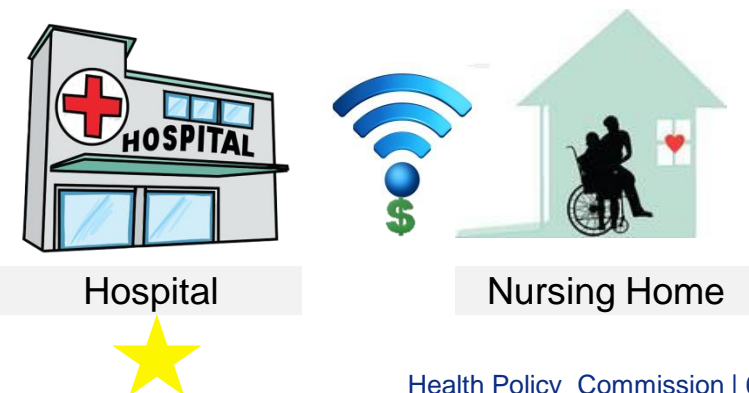 HOSPITAL
$
Hospital
Nursing Home
Health Policy Commission |